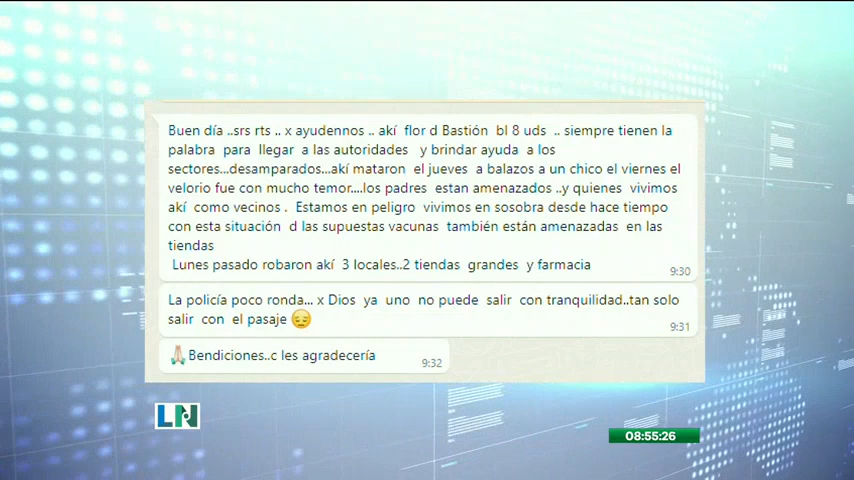 Buen día ..srs rts .. x ayudennos .. akí flor d Bastión bl 8 uds .. siempre tienen la
palabra para llegar a las autoridades y brindar ayuda a los
sectores...desamparados...akí mataron el jueves a balazos a un chico el viernes el
velorio fue con mucho temor....los padres estan amenazados ..y quienes vivimos
akí como vecinos . Estamos en peligro vivimos en sosobra desde hace tiempo
con esta situación d las supuestas vacunas también están amenazadas en las
tiendas
Lunes pasado robaron akí 3 locales..2 tiendas grandes y farmacia
9:30
La policía poco ronda... x Dios ya uno no puede salir con tranquilidad..tan solo
salir con el pasaje 😔
9:31
🙏🏻Bendiciones..c les agradecería
9:32
LN
08:55:26